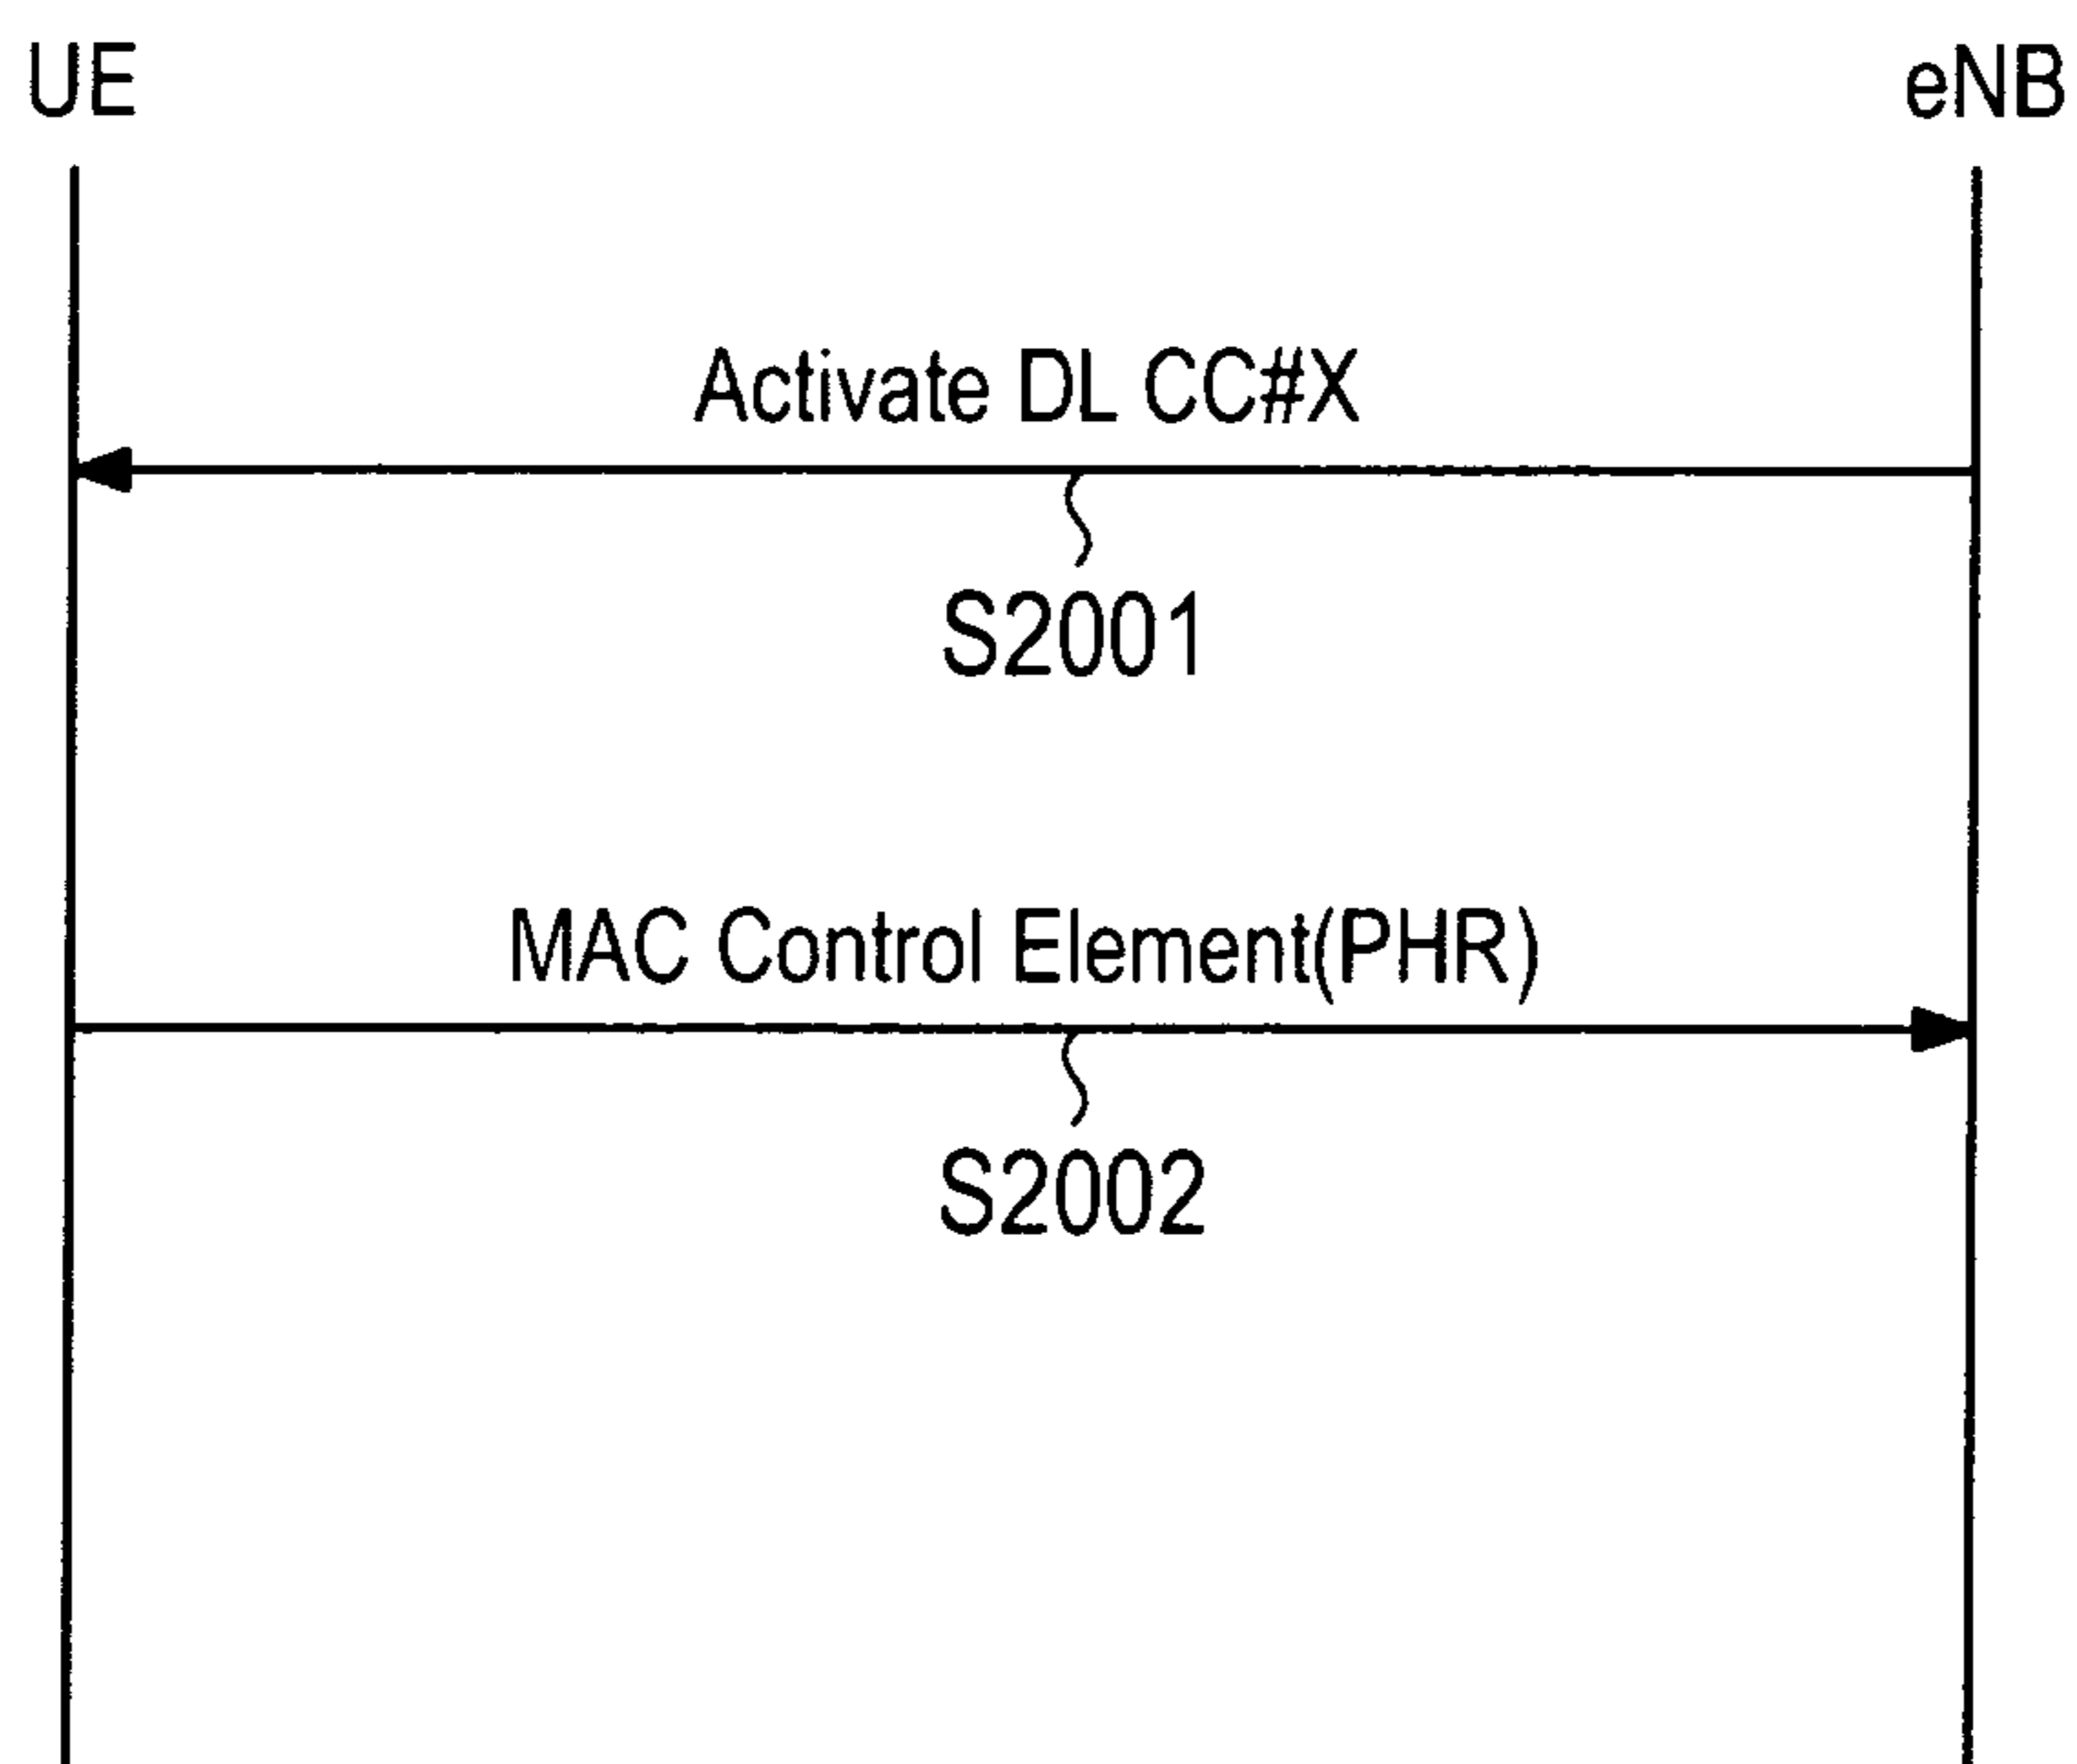 UE eNB
Activate DL CC#X
S2001
MAC Control Element(PHR)
S2002